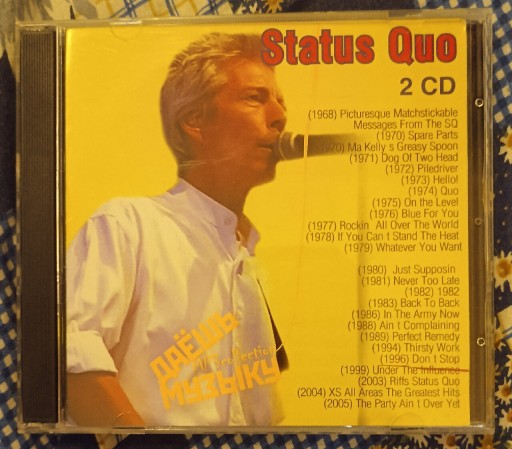 Status Quo
2 CD
(1968) Picturesque Matchstickable
Messages From The SQ
(1970) Spare Parts
(1970) Ma Kelly s Greasy Spoon
(1971) Dog Of Two Head
(1972) Piledriver
(1973) Hello!
(1974) Quo
(1975) On the Level
(1976) Blue For You
(1977) Rockin All Over The World
(1978) If You Can t Stand The Heat
(1979) Whatever You Want
(1980) Just Supposin
(1981) Never Too Late
(1982) 1982
(1983) Back To Back
(1986) In The Army Now
(1988) Ain t Complaining
(1989) Perfect Remedy
(1994) Thirsty Work
(1996) Don t Stop
(1999) Under The Influence
(2003) Riffs Status Quo
(2004) XS All Areas The Greatest Hits
(2005) The Party Ain t Over Yet
ДАЁШЬ
collection
МУЗЫКУ